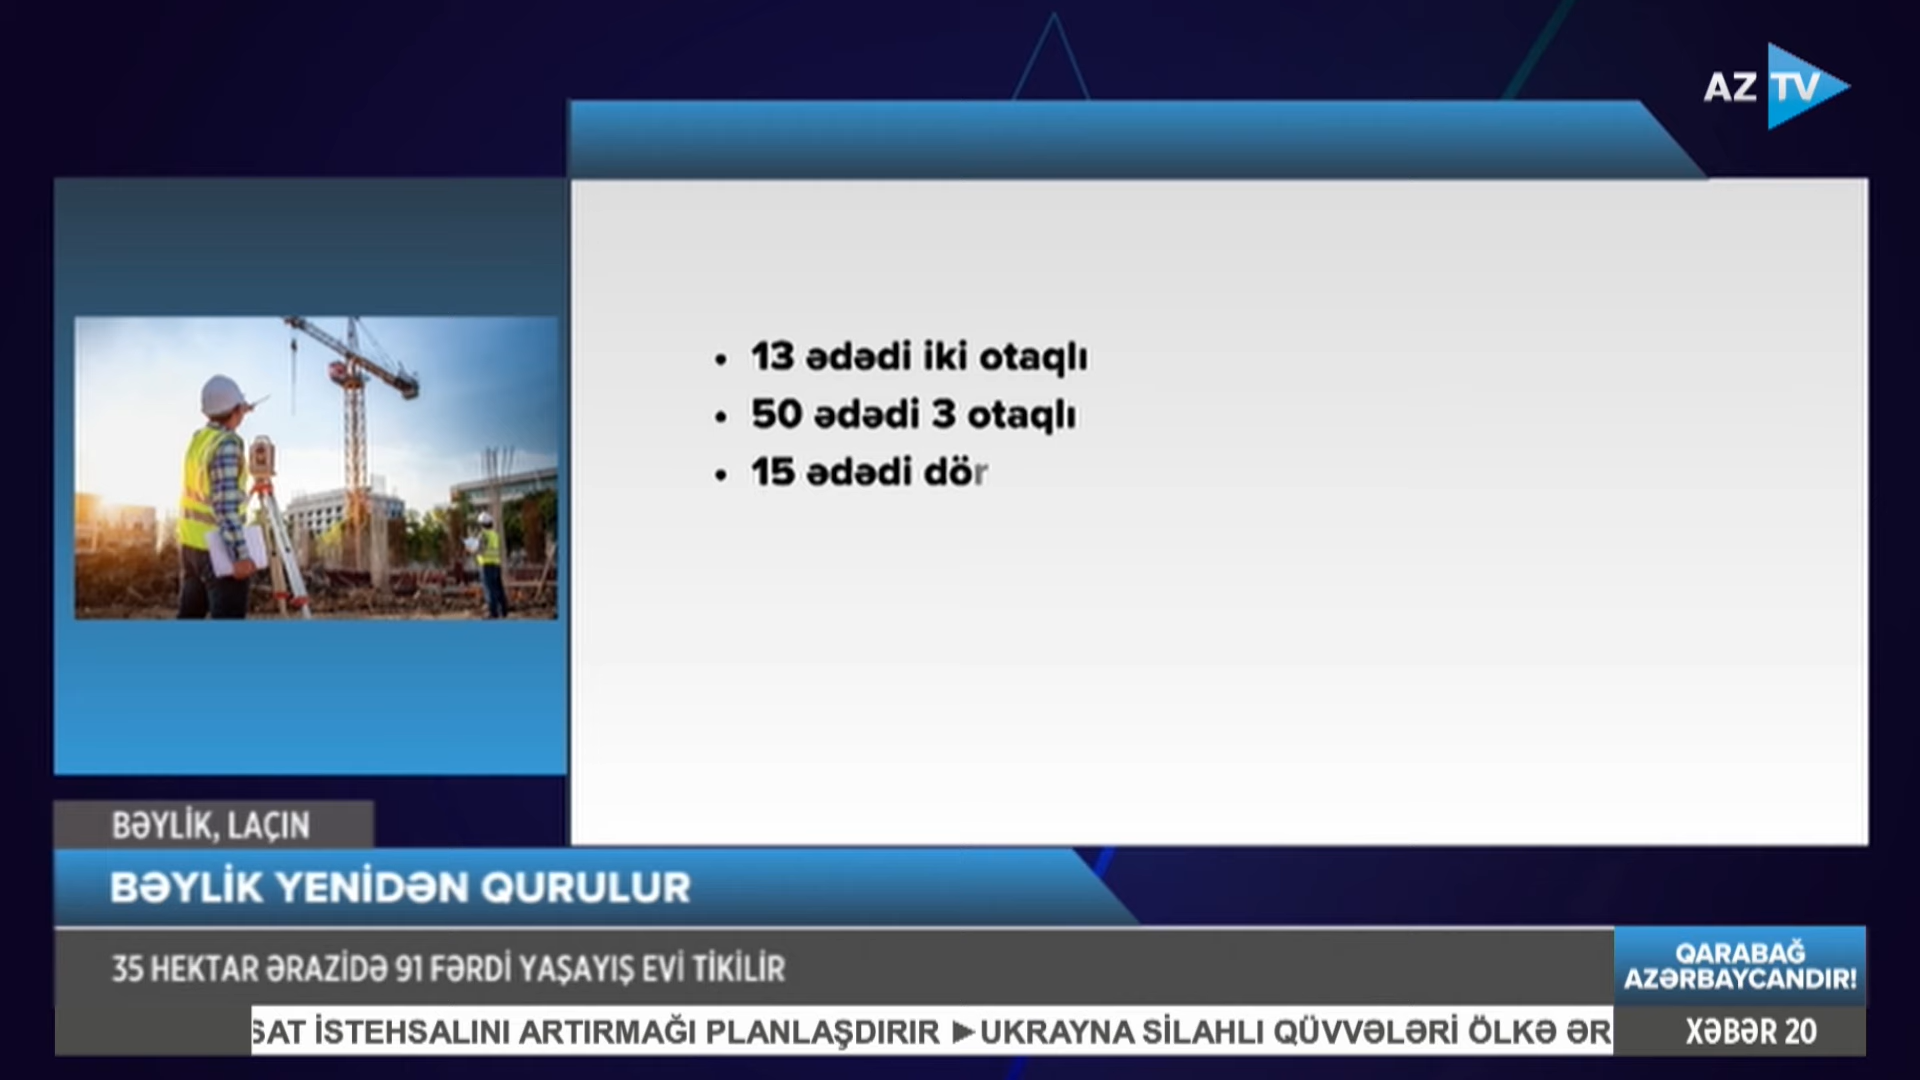 AZ TV
• 13 ədədi iki otaqlı
• 50 ədədi 3 otaqlı
• 15 ədədi dör
BƏYLİK, LAÇIN
BƏYLİK YENİDƏN QURULUR
35 HEKTAR ƏRAZİDƏ 91 FƏRDİ YAŞAYIŞ EVİ TİKİLİR
QARABAĞ
AZƏRBAYCANDIR!
SAT İSTEHSALINI ARTIRMAĞI PLANLAŞDIRIR ►UKRAYNA SİLAHLI QÜVVƏLƏRİ ÖLKƏ ƏR
XƏBƏR 20